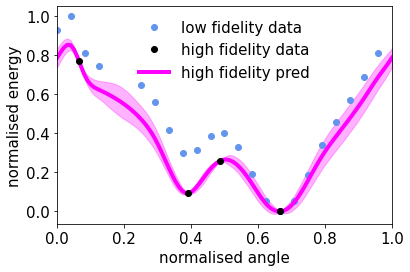 1.0
0.8
0.6
0.4
0.2
0.0
normalised energy
low fidelity data
high fidelity data
high fidelity pred
0.0 0.2 0.4 0.6 0.8 1.0
normalised angle